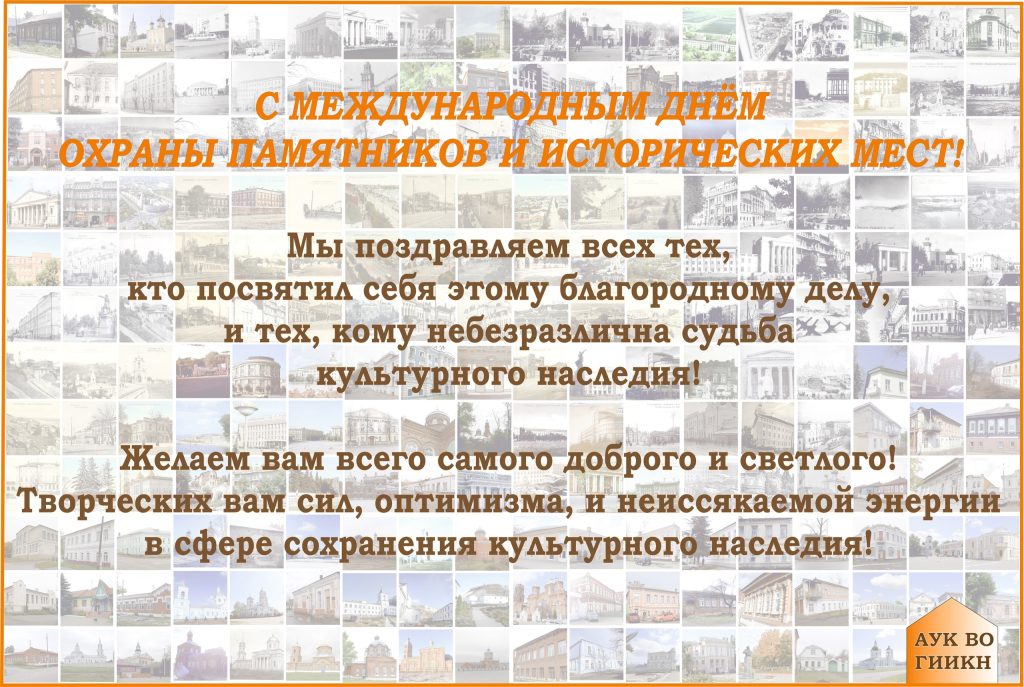 С МЕЖДУНАРОДНЫМ ДНЁМ
ОХРАНЫ ПАМЯТНИКОВ И ИСТОРИЧЕСКИХ МЕСТ!
Мы поздравляем всех тех,
кто посвятил себя этому благородному делу,
и тех, кому небезразлична судьба
культурного наследия!
Желаем вам всего самого доброго и светлого!
Творческих вам сил, оптимизма, и неиссякаемой энергии
в сфере сохранения культурного наследия!
АУК ВО
ГИИКН